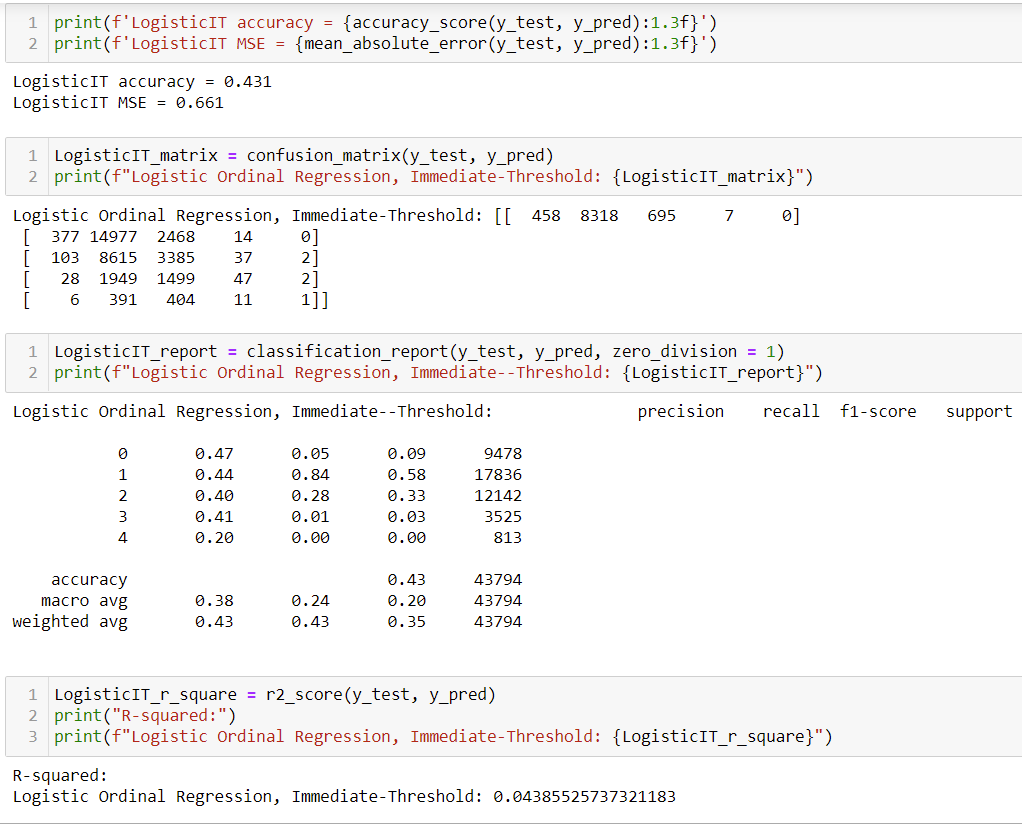 1 print(f'LogisticIT accuracy = {accuracy_score(y_test, y_pred):1.3f}')
2 print(f'LogisticIT MSE = {mean_absolute_error(y_test, y_pred):1.3f}')
LogisticIT accuracy = 0.431
LogisticIT MSE = 0.661
1 LogisticIT_matrix = confusion_matrix(y_test, y_pred)
2 print(f"Logistic Ordinal Regression, Immediate-Threshold: {LogisticIT_matrix}")
Logistic Ordinal Regression, Immediate-Threshold: [[  458  8318   695     7     0]
 [  377 14977  2468    14     0]
 [  103  8615  3385    37     2]
 [   28  1949  1499    47     2]
 [    6   391   404    11     1]]
1 LogisticIT_report = classification_report(y_test, y_pred, zero_division = 1)
2 print(f"Logistic Ordinal Regression, Immediate--Threshold: {LogisticIT_report}")
Logistic Ordinal Regression, Immediate--Threshold:               precision    recall  f1-score   support
           0       0.47      0.05      0.09      9478
           1       0.44      0.84      0.58     17836
           2       0.40      0.28      0.33     12142
           3       0.41      0.01      0.03      3525
           4       0.20      0.00      0.00       813
    accuracy                           0.43     43794
   macro avg       0.38      0.24      0.20     43794
weighted avg       0.43      0.43      0.35     43794
1 LogisticIT_r_square = r2_score(y_test, y_pred)
2 print("R-squared:")
3 print(f"Logistic Ordinal Regression, Immediate-Threshold: {LogisticIT_r_square}")
R-squared:
Logistic Ordinal Regression, Immediate-Threshold: 0.04385525737321183